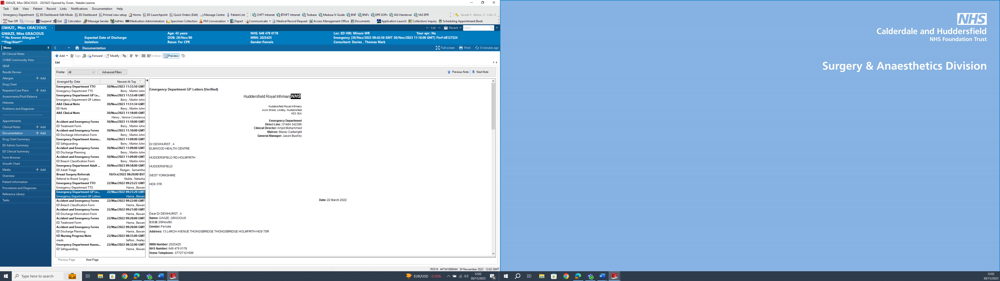 GWAZE, Miss GRACIOUS - 2025425 Opened by Owen , Natalie Leanne
Task Edit View Patient Record Links Notifications Documentation Help
Emergency Department ED Dashboard: Edit Mode ED Dashboard Primed view setup Home ED Launchpoint Quick Orders (Edit) Message Centre Patient List CHFT Intranet BTHFT Intranet Toxbase Medusa IV Guide BNF BNFc EPR SOPs YAS Handover YAS EPR Saved: 0 Abnor.: 0 Criti.: 0
Tear Off Change Suspend Exit Calculator Message Sender AdHoc Medication Administration Specimen Collection PM Conversation Depart Communicate Medical Record Request Access Management Office Documents Application Launch Collections Inquiry Scheduling Appointment Book
GWAZE, Miss GRACIOUS List Recent MRN
GWAZE, Miss GRACIOUS Age: 43 years NHS: 649 479 0178 Loc: ED HRI; Minors WR Your epr: No
** No Known Allergies ** Expected Date of Discharge: DOB: 29/Nov/80 MRN: 2025425 Emergency [30/Nov/2023 09:42:58 GMT 30/Nov/2023 11:18:00 GMT] Fin#:48127224
**Flag/Alert** Isolation: Resus: For CPR Gender:Female Consultant: Davies , Thomas Mark
Menu Documentation Full screen Print 0 minutes ago
ED Clinical Notes
CH&B Community View
SBAR
Results Review
Allergies Add
Drug Chart
Requests/Care Plans Add
Assessments/Fluid Balance
Histories
Problems and Diagnoses
--------------------------------
Appointments
Clinical Notes Add
Documentation Add
Drug Chart Summary
ED Admin Summary
ED Clinical Summary
Form Browser
Growth Chart
Media Add
Overview
Patient Information
Procedures and Diagnoses
Reference Library
Tasks
Add Sign Forward Modify In Error Preview
List
Display : All Advanced Filters Previous Note Next Note
Arranged By: Date Newest At Top
Emergency Department TTO 30/Nov/2023 11:53:50 GMT
Emergency Department TTO Berry , Martin John
Emergency Department GP Le... 30/Nov/2023 11:53:48 GMT
Emergency Department GP Letters Berry , Martin John
A&E Clinical Note 30/Nov/2023 11:51:34 GMT
ED Note Berry , Martin John
A&E Clinical Note 30/Nov/2023 11:18:00 GMT
Henry , Verona Constance
Accident and Emergency Forms 30/Nov/2023 11:10:00 GMT
ED Treatment Form Berry , Martin John
Accident and Emergency Forms 30/Nov/2023 11:10:00 GMT
ED Discharge Information Form Berry , Martin John
Emergency Department Assess... 30/Nov/2023 11:09:00 GMT
ED Safeguarding Berry , Martin John
Accident and Emergency Forms 30/Nov/2023 11:09:00 GMT
ED Discharge Planning Berry , Martin John
Accident and Emergency Forms 30/Nov/2023 11:09:00 GMT
ED Breach Classification Form Berry , Martin John
Emergency Department Adult ... 30/Nov/2023 09:58:00 GMT
ED Adult Triage Reagan , Samantha
Breast Surgery Referrals 10/Oct/2022 08:20:00 BST
Referral to Breast Surgery Noble , Natasha
Emergency Department TTO 22/Mar/2022 09:23:22 GMT
Emergency Department TTO Hama , Bawan
Emergency Department GP Le... 22/Mar/2022 09:23:20 GMT
Emergency Department GP Letters Hama , Bawan
Accident and Emergency Forms 22/Mar/2022 09:22:00 GMT
ED Breach Classification Form Hama , Bawan
Accident and Emergency Forms 22/Mar/2022 09:21:00 GMT
ED Discharge Information Form Hama , Bawan
Accident and Emergency Forms 22/Mar/2022 09:20:00 GMT
ED Treatment Form Hama , Bawan
Accident and Emergency Forms 22/Mar/2022 09:20:00 GMT
ED Discharge Planning Hama , Bawan
ED Nursing Progress Note 22/Mar/2022 08:33:00 GMT
meds Sefton , Keeley
Emergency Department Assess... 22/Mar/2022 08:32:00 GMT
ED Safeguarding Hama , Bawan
Previous Page Next Page
Emergency Department GP Letters (Verified)
Huddersfield Royal Infirmary NHS
Huddersfield Royal Infirmary
Acre Street, Lindley, Huddersfield
HD3 3EA
Emergency Department
Direct Line : 01484 342396
Clinical Director: Amjid Mohammed
Matron: Stacey Cartwright
General Manager: Jason Bushby
Dr DEWHURST , A
ELMWOOD HEALTH CENTRE
HUDDERSFIELD RD,HOLMFIRTH
HUDDERSFIELD
WEST YORKSHIRE
HD9 3TR
Date: 22 March 2022
Dear Dr DEWHURST , A
Name: GWAZE, GRACIOUS
D.O.B: 29/Nov/80
Gender: Female
Address: 13 LARCH AVENUE THONGSBRIDGE THONGSBRIDGE HOLMFIRTH HD9 7SR
MRN Number: 2025425
NHS Number: 649 479 0178
Home Telephone: 07727121696
P0519 447341896044 30 November 2023 12:02 GMT
Type here to search EUR/USD -0.50% 12:02
30/11/2023 16
NHS
Calderdale and Huddersfield
NHS Foundation Trust
Surgery & Anaesthetics Division
12:02
30/11/2023